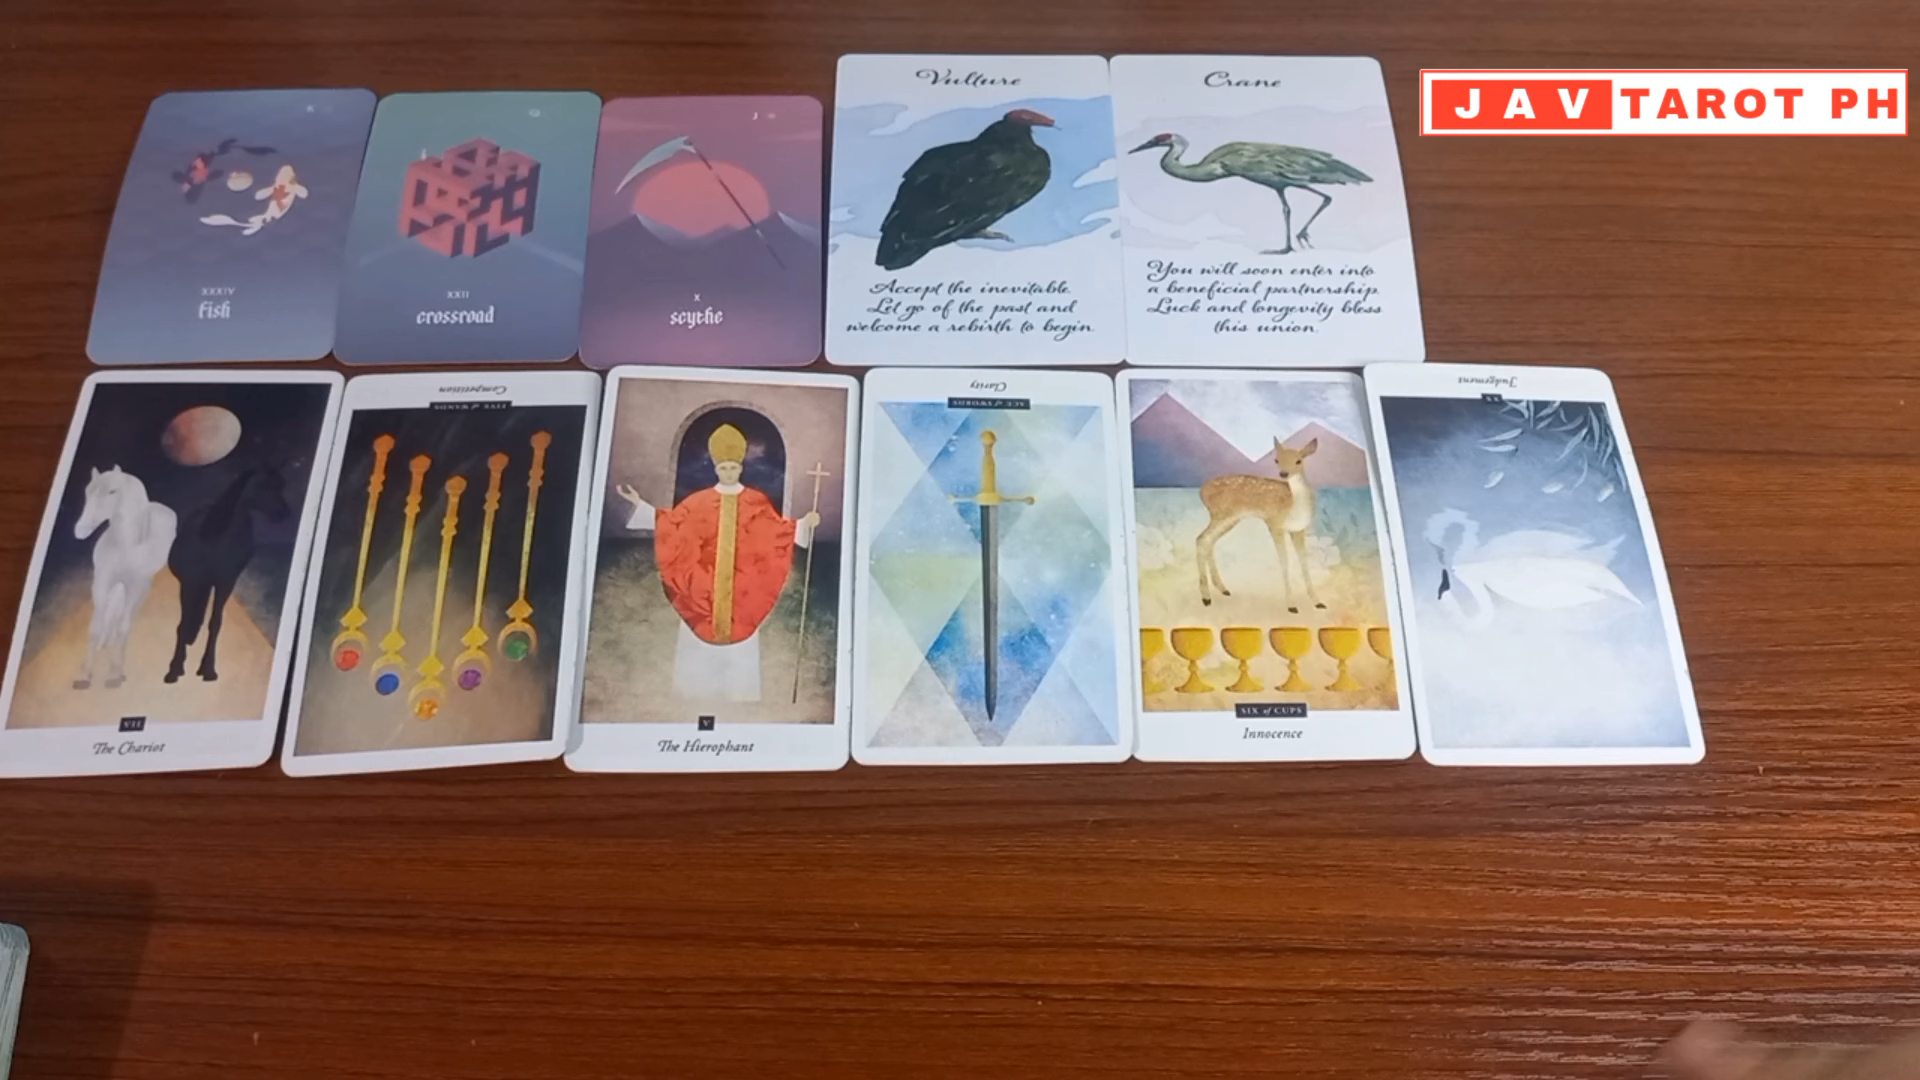 JAV TAROT PH
K
XXXIV
fish
Q
XXII
crossroad
J
X
scythe
Vulture
Accept the inevitable.
Let go of the past and
welcome a rebirth to begin.
Crane
You will soon enter into
a beneficial partnership.
Luck and longevity bless
this union.
VII
The Chariot
Competition
FIVE of WANDS
V
The Hierophant
Clarity
ACE of SWORDS
SIX of CUPS
Innocence
Judgement
XX